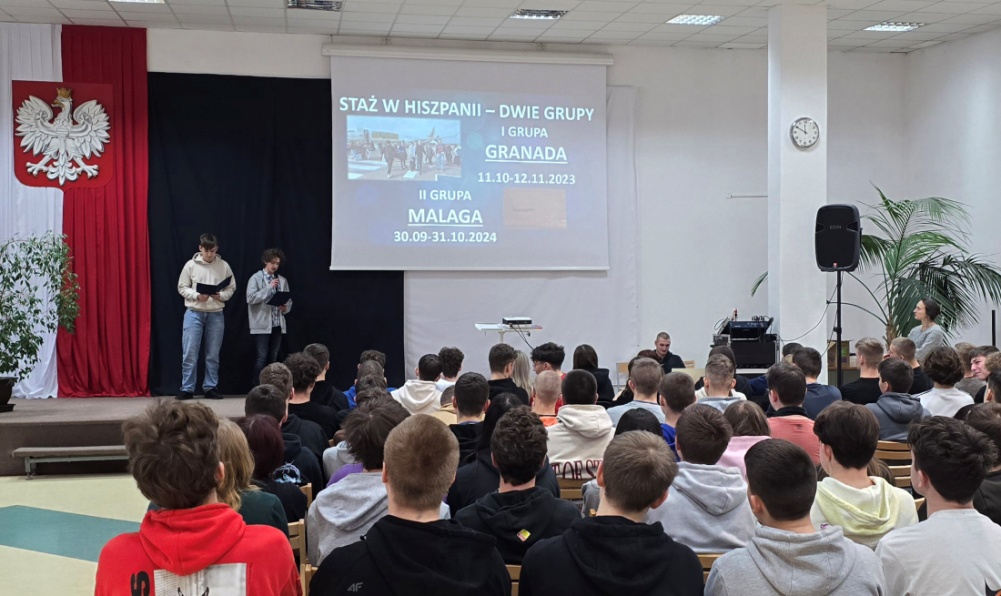 STAŻ W HISZPANII – DWIE GRUPY
I GRUPA
GRANADA
11.10-12.11.2023
II GRUPA
MALAGA
30.09-31.10.2024
4F